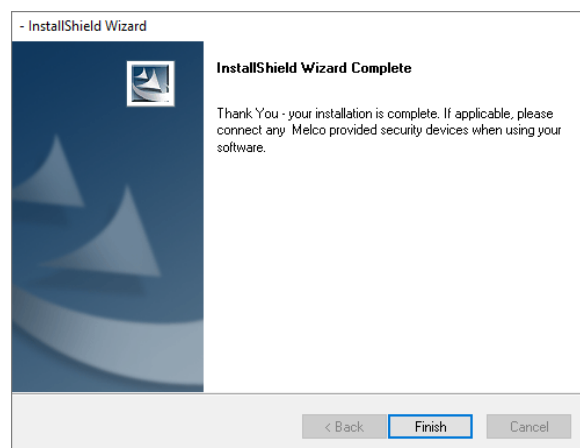 - InstallShield Wizard
InstallShield Wizard Complete
Thank You - your installation is complete. If applicable, please
connect any  Melco provided security devices when using your
software.
< Back
Finish
Cancel